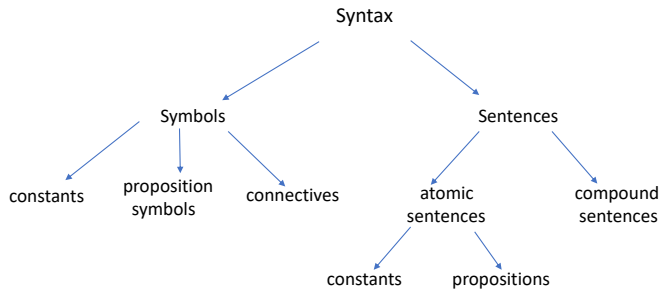 Syntax
Symbols
Sentences
constants
proposition
symbols
connectives
atomic
sentences
compound
sentences
constants
propositions